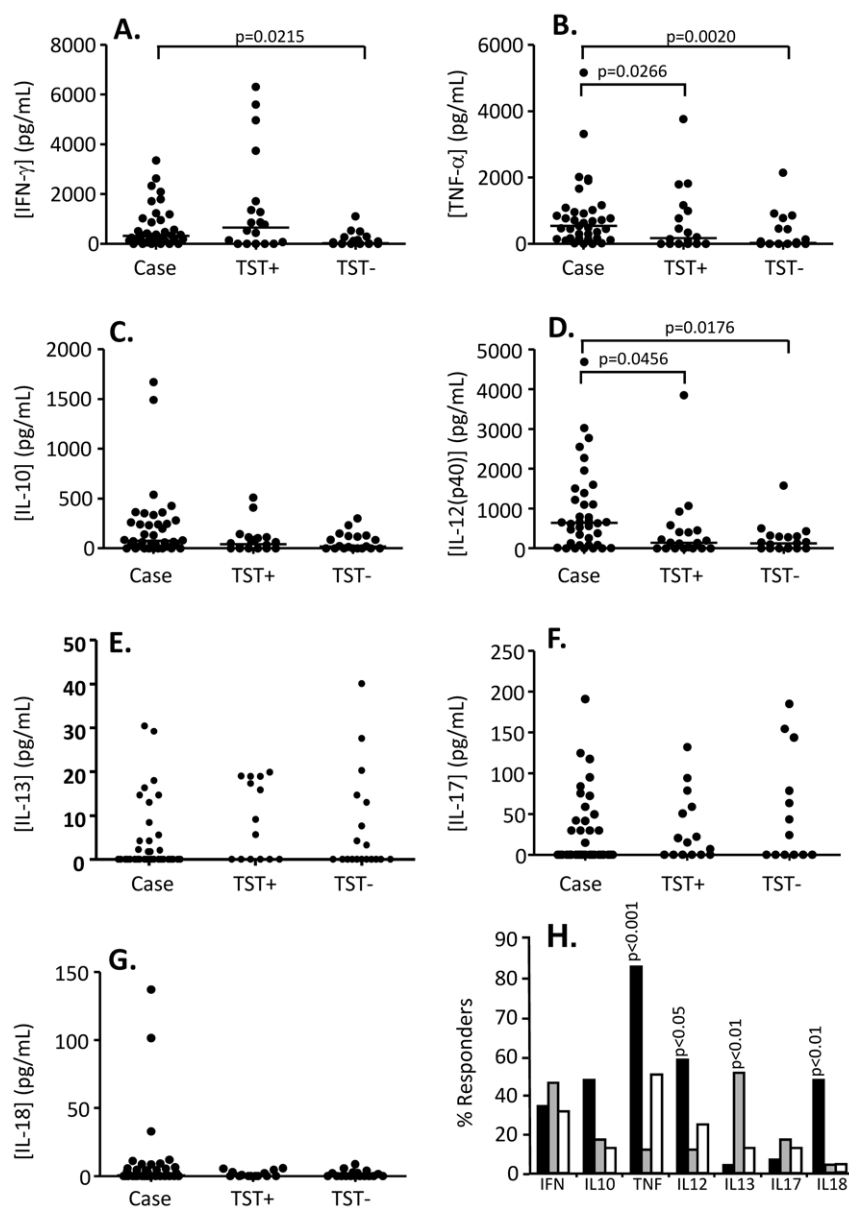 A.
p=0.0215
[IFN-γ] (pg/mL)
8000
6000
4000
2000
0
Case TST+ TST-
B.
p=0.0020
p=0.0266
[TNF-α] (pg/mL)
6000
4000
2000
0
Case TST+ TST-
C.
[IL-10] (pg/mL)
2000
1500
1000
500
0
Case TST+ TST-
D.
p=0.0176
p=0.0456
[IL-12(p40)] (pg/mL)
5000
4000
3000
2000
1000
0
Case TST+ TST-
E.
[IL-13] (pg/mL)
50
40
30
20
10
0
Case TST+ TST-
F.
[IL-17] (pg/mL)
250
200
150
100
50
0
Case TST+ TST-
G.
[IL-18] (pg/mL)
150
100
50
0
Case TST+ TST-
H.
% Responders
90
80
60
40
20
0
p<0.001
p<0.05
p<0.01
p<0.01
IFN IL10 TNF IL12 IL13 IL17 IL18